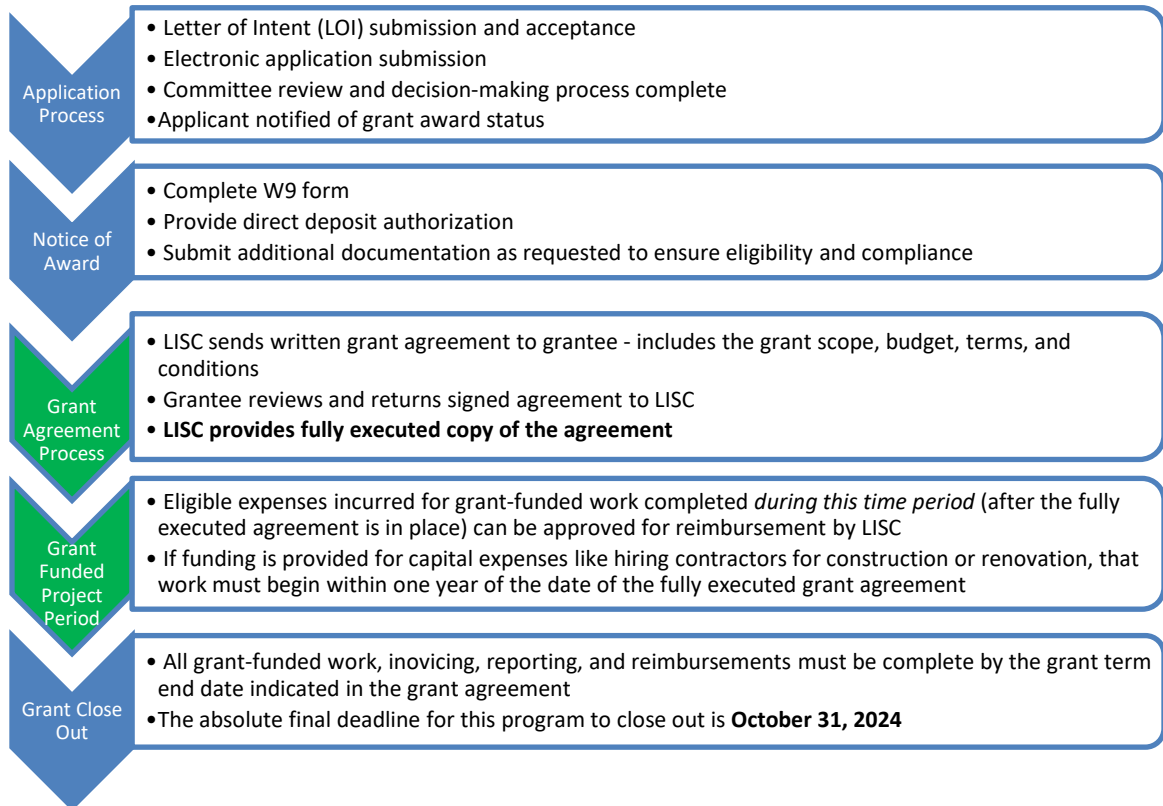 Application
Process
• Letter of Intent (LOI) submission and acceptance
• Electronic application submission
• Committee review and decision-making process complete
•Applicant notified of grant award status
Notice of
Award
• Complete W9 form
• Provide direct deposit authorization
• Submit additional documentation as requested to ensure eligibility and compliance
Grant
Agreement
Process
• LISC sends written grant agreement to grantee - includes the grant scope, budget, terms, and
conditions
• Grantee reviews and returns signed agreement to LISC
• LISC provides fully executed copy of the agreement
Grant
Funded
Project
Period
• Eligible expenses incurred for grant-funded work completed during this time period (after the fully
executed agreement is in place) can be approved for reimbursement by LISC
• If funding is provided for capital expenses like hiring contractors for construction or renovation, that
work must begin within one year of the date of the fully executed grant agreement
Grant Close
Out
• All grant-funded work, inovicing, reporting, and reimbursements must be complete by the grant term
end date indicated in the grant agreement
•The absolute final deadline for this program to close out is October 31, 2024